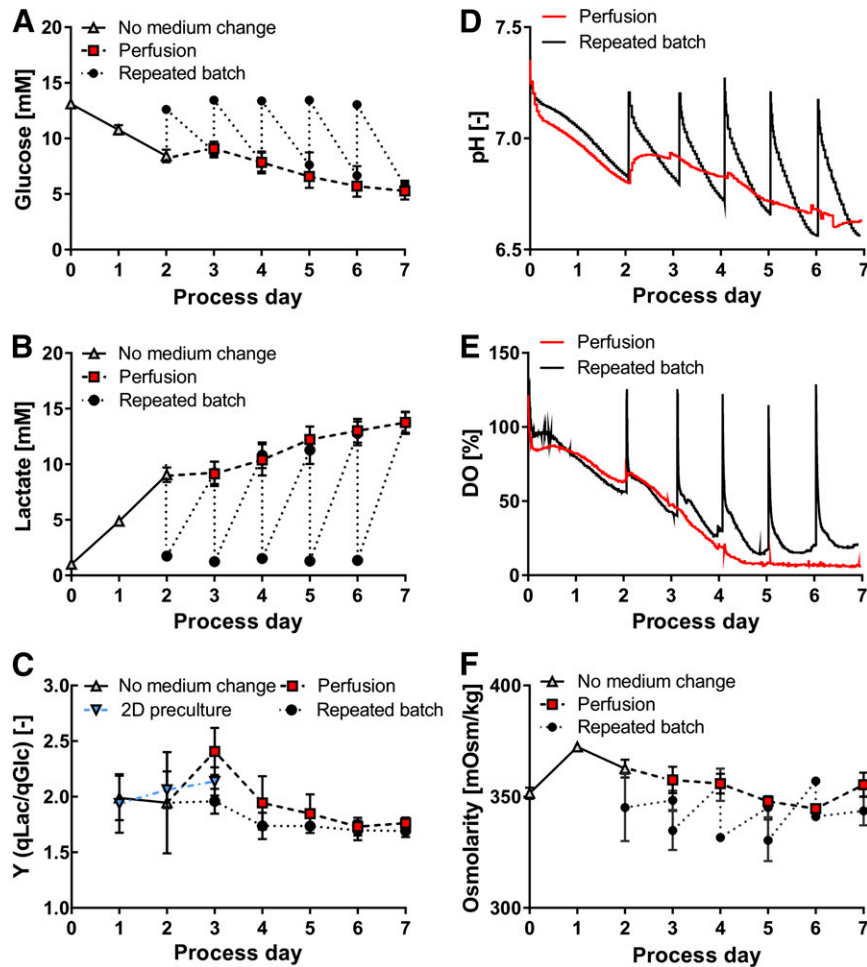 A
No medium change
Perfusion
Repeated batch
Glucose [mM]
20
15
10
5
0
0 1 2 3 4 5 6 7
Process day
B
No medium change
Perfusion
Repeated batch
Lactate [mM]
20
15
10
5
0
0 1 2 3 4 5 6 7
Process day
C
No medium change Perfusion
2D preculture Repeated batch
Y (qLac/qGlc) [-]
3.0
2.5
2.0
1.5
1.0
0 1 2 3 4 5 6 7
Process day
D
Perfusion
Repeated batch
pH [-]
7.5
7.0
6.5
0 1 2 3 4 5 6 7
Process day
E
Perfusion
Repeated batch
DO [%]
150
100
50
0
0 1 2 3 4 5 6 7
Process day
F
No medium change
Perfusion
Repeated batch
Osmolarity [mOsm/kg]
400
350
300
0 1 2 3 4 5 6 7
Process day